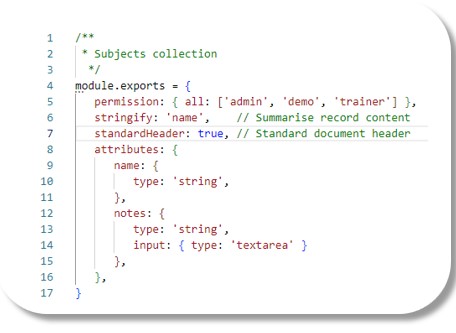 1 /**
2 * Subjects collection
3 */
4 module.exports = {
5 permission: { all: ['admin', 'demo', 'trainer'] },
6 stringify: 'name', // Summarise record content
7 standardHeader: true, // Standard document header
8 attributes: {
9 name: {
10 type: 'string',
11 },
12 notes: {
13 type: 'string',
14 input: { type: 'textarea' }
15 },
16 },
17 }